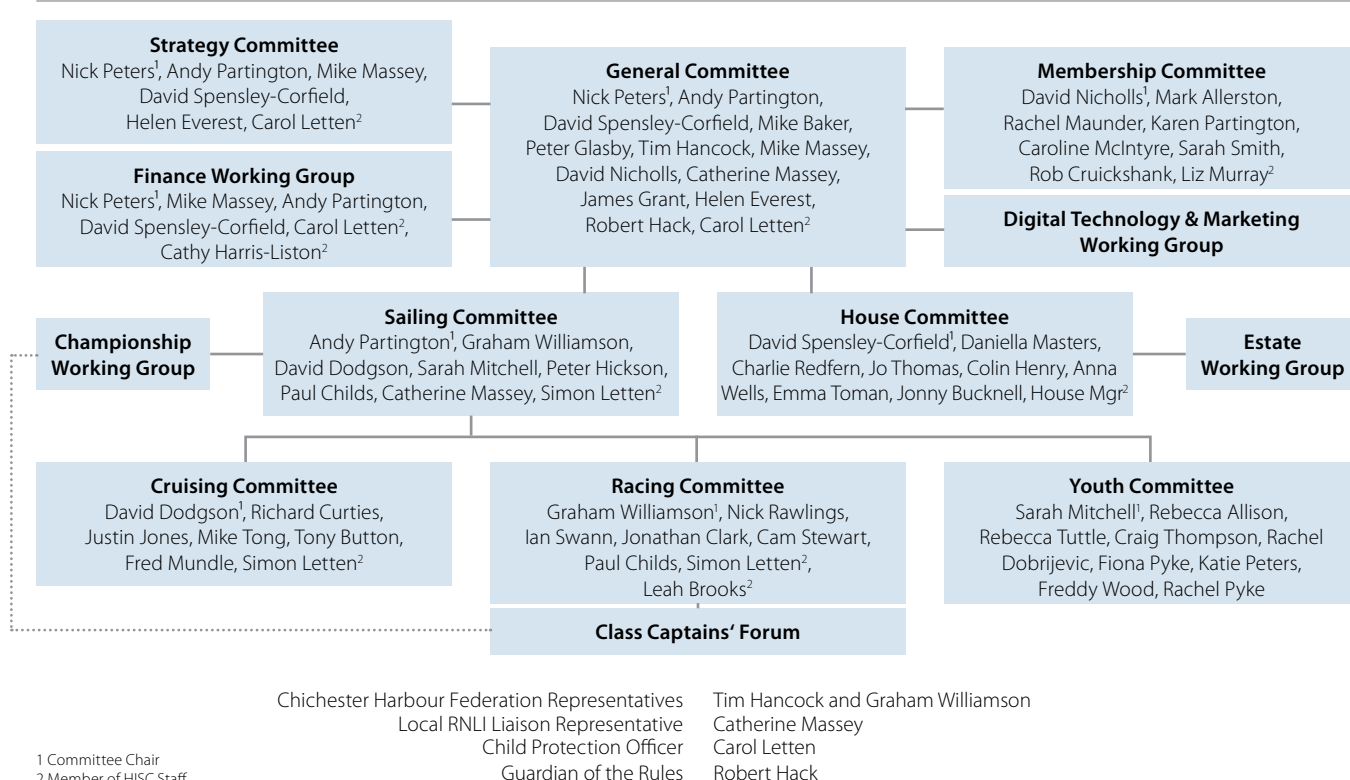 Strategy Committee
Nick Peters¹, Andy Partington, Mike Massey,
David Spensley-Corfield,
Helen Everest, Carol Letten²
Finance Working Group
Nick Peters¹, Mike Massey, Andy Partington,
David Spensley-Corfield, Carol Letten²,
Cathy Harris-Liston²
General Committee
Nick Peters¹, Andy Partington,
David Spensley-Corfield, Mike Baker,
Peter Glasby, Tim Hancock, Mike Massey,
David Nicholls, Catherine Massey,
James Grant, Helen Everest,
Robert Hack, Carol Letten²
Membership Committee
David Nicholls¹, Mark Allerston,
Rachel Maunder, Karen Partington,
Caroline McIntyre, Sarah Smith,
Rob Cruickshank, Liz Murray²
Digital Technology & Marketing
Working Group
Championship
Working Group
Sailing Committee
Andy Partington¹, Graham Williamson,
David Dodgson, Sarah Mitchell, Peter Hickson,
Paul Childs, Catherine Massey, Simon Letten²
House Committee
David Spensley-Corfield¹, Daniella Masters,
Charlie Redfern, Jo Thomas, Colin Henry, Anna
Wells, Emma Toman, Jonny Bucknell, House Mgr²
Estate
Working Group
Cruising Committee
David Dodgson¹, Richard Curties,
Justin Jones, Mike Tong, Tony Button,
Fred Mundle, Simon Letten²
Racing Committee
Graham Williamson¹, Nick Rawlings,
Ian Swann, Jonathan Clark, Cam Stewart,
Paul Childs, Simon Letten²,
Leah Brooks²
Class Captains‘ Forum
Youth Committee
Sarah Mitchell¹, Rebecca Allison,
Rebecca Tuttle, Craig Thompson, Rachel
Dobrijevic, Fiona Pyke, Katie Peters,
Freddy Wood, Rachel Pyke
Chichester Harbour Federation Representatives Tim Hancock and Graham Williamson
Local RNLI Liaison Representative Catherine Massey
Child Protection Officer Carol Letten
Guardian of the Rules Robert Hack
1 Committee Chair
2 Member of HISC Staff